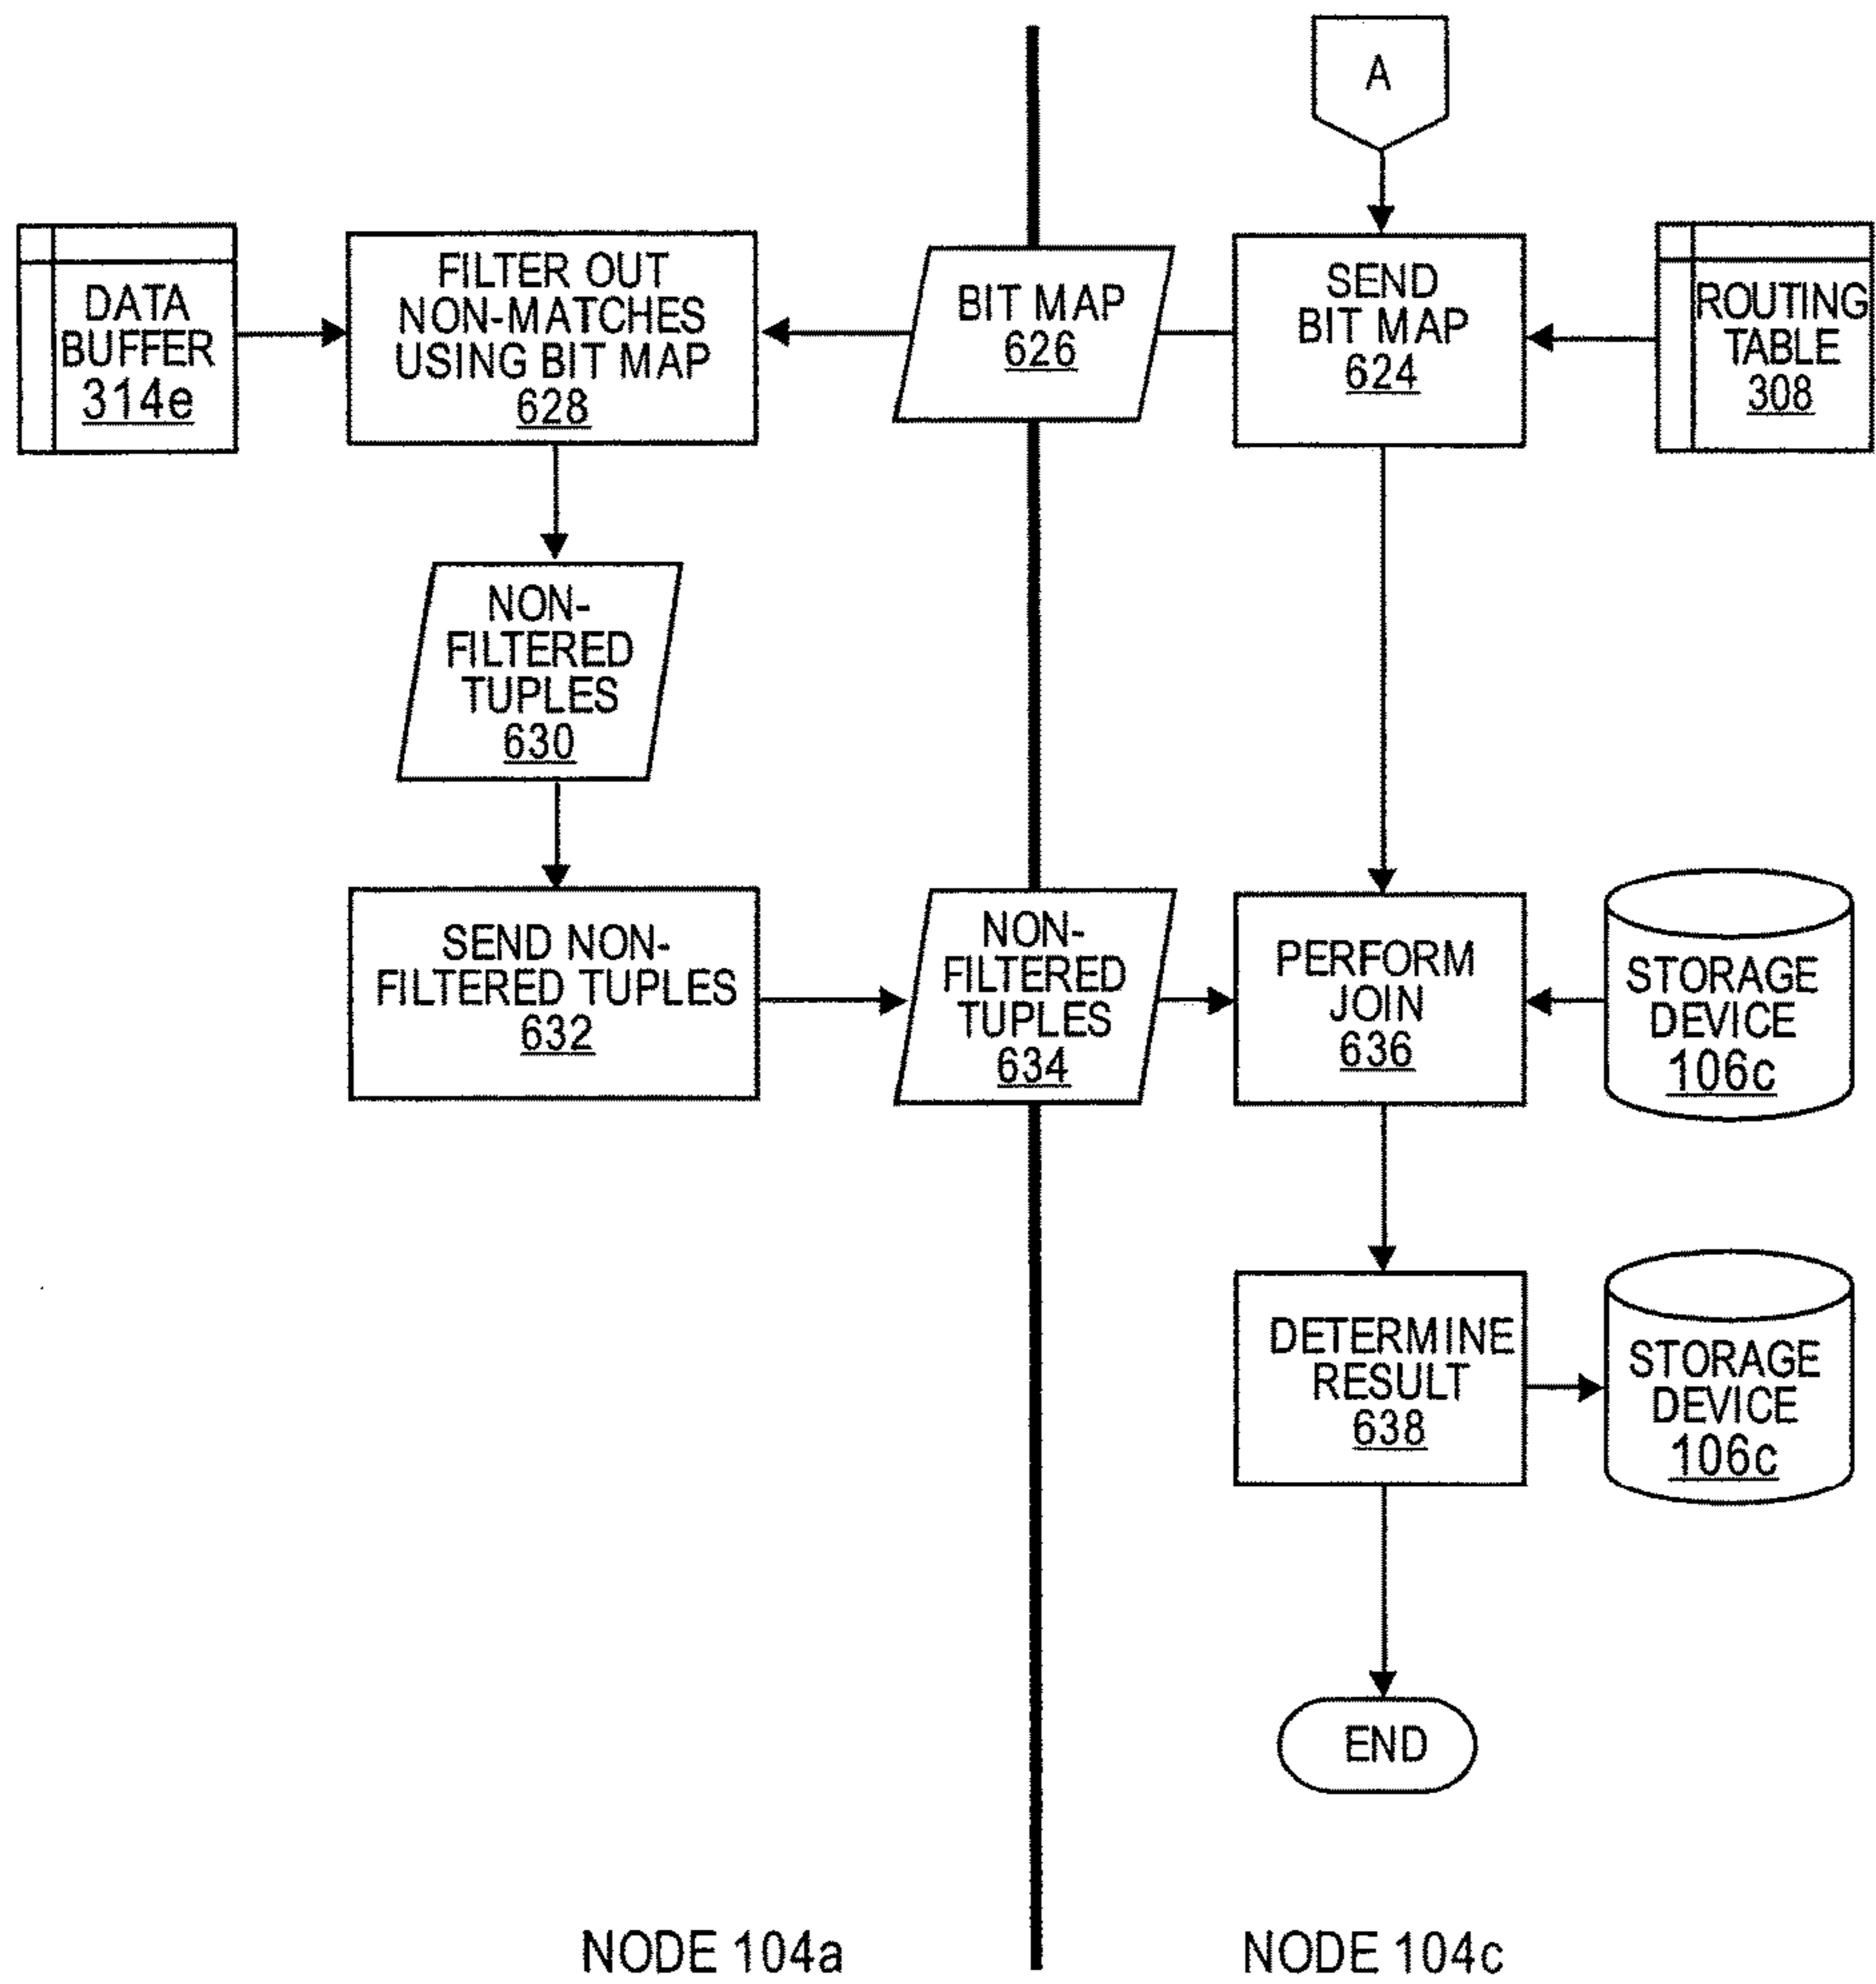 A
DATA
BUFFER
314e
FILTER OUT
NON-MATCHES
USING BIT MAP
628
BIT MAP
626
SEND
BIT MAP
624
ROUTING
TABLE
308
NON-
FILTERED
TUPLES
630
SEND NON-
FILTERED TUPLES
632
NON-
FILTERED
TUPLES
634
PERFORM
JOIN
636
STORAGE
DEVICE
106c
DETERMINE
RESULT
638
STORAGE
DEVICE
106c
END
NODE 104a
NODE 104c